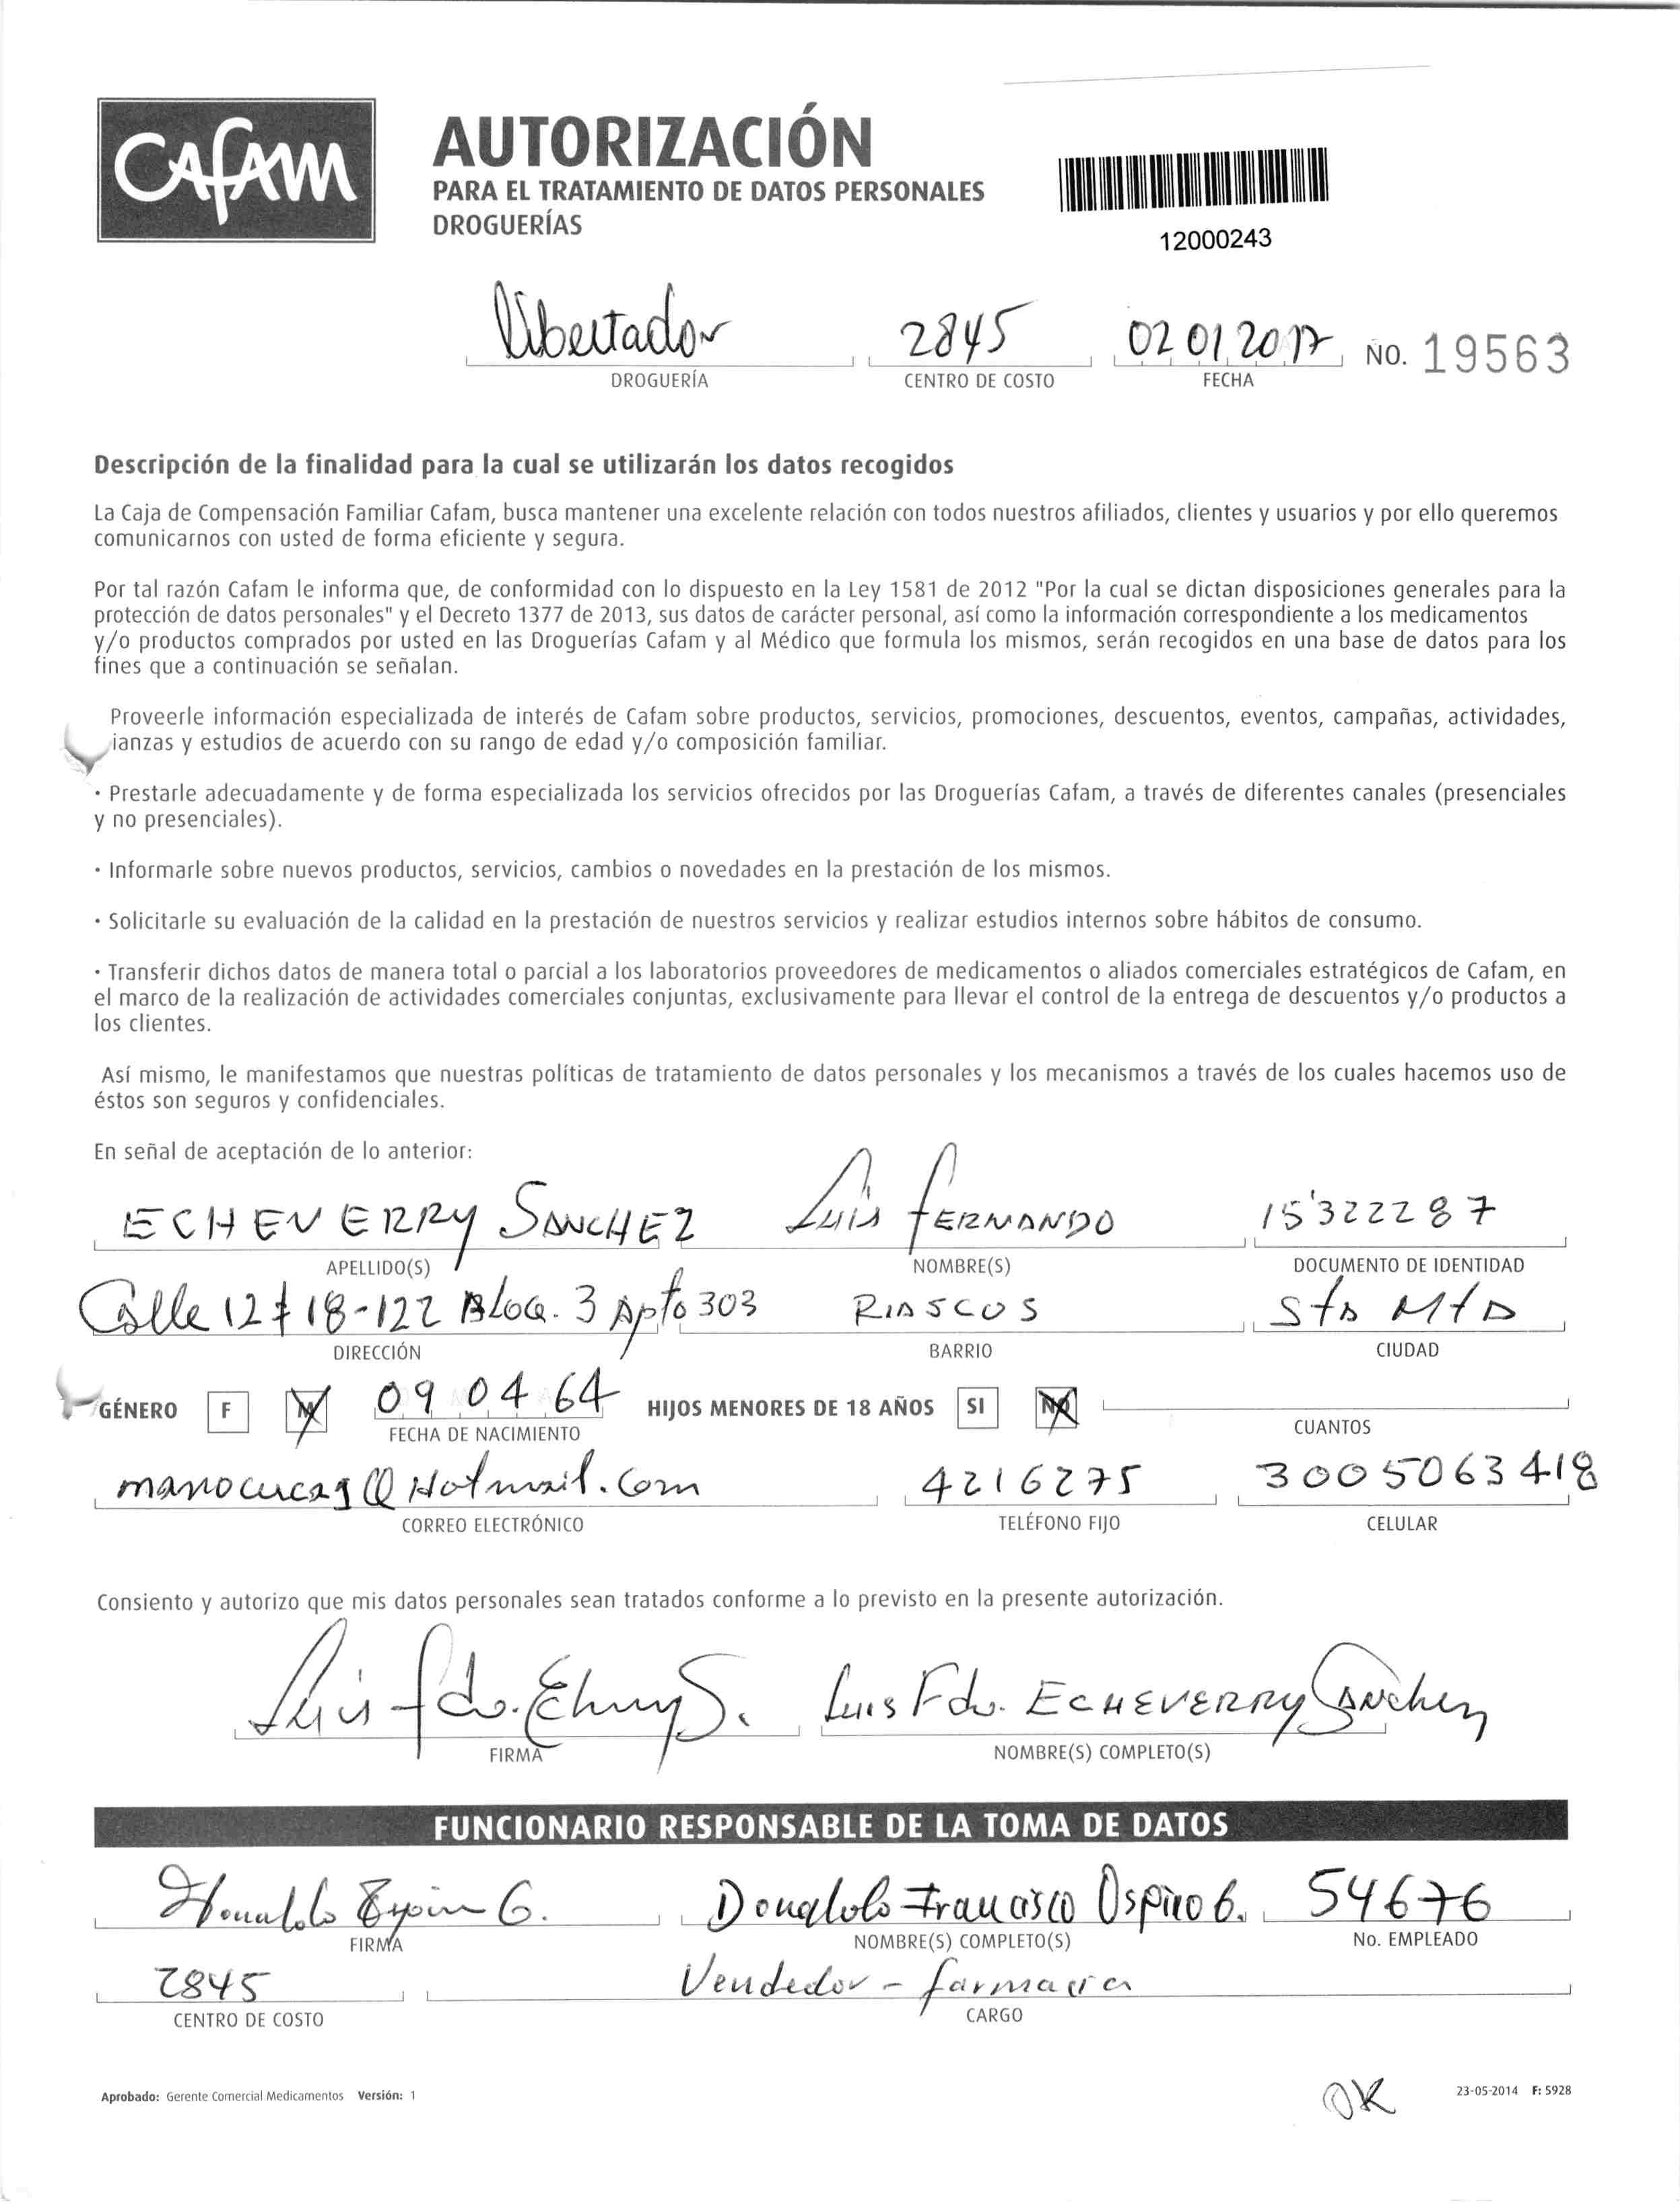 CAFAM
AUTORIZACIÓN
PARA EL TRATAMIENTO DE DATOS PERSONALES
DROGUERÍAS
12000243
Libertador 2845 02 01 2017 No. 19563
DROGUERÍA CENTRO DE COSTO FECHA
Descripción de la finalidad para la cual se utilizarán los datos recogidos
La Caja de Compensación Familiar Cafam, busca mantener una excelente relación con todos nuestros afiliados, clientes y usuarios y por ello queremos
comunicarnos con usted de forma eficiente y segura.
Por tal razón Cafam le informa que, de conformidad con lo dispuesto en la Ley 1581 de 2012 "Por la cual se dictan disposiciones generales para la
protección de datos personales" y el Decreto 1377 de 2013, sus datos de carácter personal, así como la información correspondiente a los medicamentos
y/o productos comprados por usted en las Droguerías Cafam y al Médico que formula los mismos, serán recogidos en una base de datos para los
fines que a continuación se señalan.
Proveerle información especializada de interés de Cafam sobre productos, servicios, promociones, descuentos, eventos, campañas, actividades,
ianzas y estudios de acuerdo con su rango de edad y/o composición familiar.
· Prestarle adecuadamente y de forma especializada los servicios ofrecidos por las Droguerías Cafam, a través de diferentes canales (presenciales
y no presenciales).
· Informarle sobre nuevos productos, servicios, cambios o novedades en la prestación de los mismos.
· Solicitarle su evaluación de la calidad en la prestación de nuestros servicios y realizar estudios internos sobre hábitos de consumo.
· Transferir dichos datos de manera total o parcial a los laboratorios proveedores de medicamentos o aliados comerciales estratégicos de Cafam, en
el marco de la realización de actividades comerciales conjuntas, exclusivamente para llevar el control de la entrega de descuentos y/o productos a
los clientes.
Así mismo, le manifestamos que nuestras políticas de tratamiento de datos personales y los mecanismos a través de los cuales hacemos uso de
éstos son seguros y confidenciales.
En señal de aceptación de lo anterior:
ECHEVERRY SANCHEZ Luis FERNANDO 15'322287
APELLIDO(S) NOMBRE(S) DOCUMENTO DE IDENTIDAD
Calle 12 # 18-122 BLOQ. 3 Apto 303 RIASCOS Sta Mta
DIRECCIÓN BARRIO CIUDAD
GÉNERO F M 09 04 64 HIJOS MENORES DE 18 AÑOS SI NO
FECHA DE NACIMIENTO CUANTOS
@ Hotmail.com 4216275 3005063418
CORREO ELECTRÓNICO TELÉFONO FIJO CELULAR
Consiento y autorizo que mis datos personales sean tratados conforme a lo previsto en la presente autorización.
Luis fdo. S. Luis Fdo. ECHEVERRY Sanchez
FIRMA NOMBRE(S) COMPLETO(S)
FUNCIONARIO RESPONSABLE DE LA TOMA DE DATOS
G. Donaldo Francisco Ospino G. 54676
FIRMA NOMBRE(S) COMPLETO(S) No. EMPLEADO
2845 Vendedor - farmacia
CENTRO DE COSTO CARGO
Aprobado: Gerente Comercial Medicamentos Versión: 1 OK 23-05-2014 F: 5928